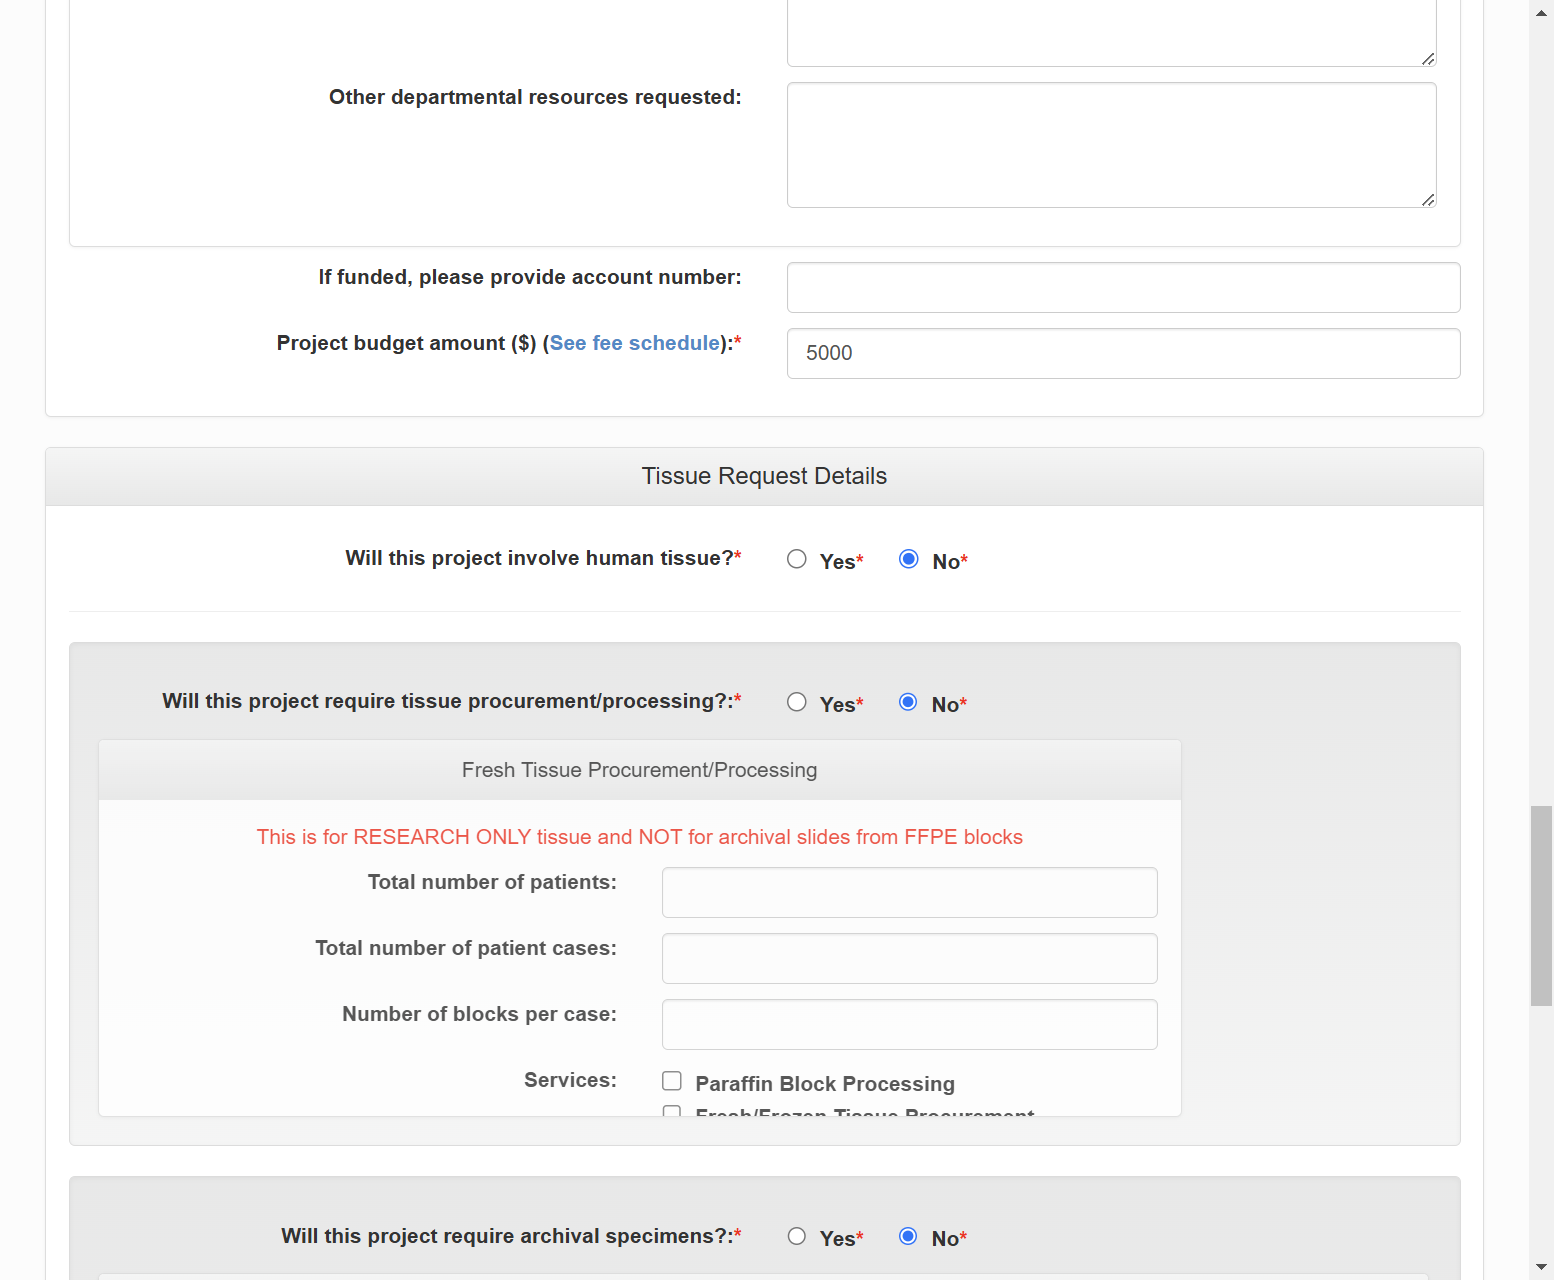 Other departmental resources requested:
If funded, please provide account number:
Project budget amount ($) (See fee schedule):*
5000
Tissue Request Details
Will this project involve human tissue?*
Yes* No*
Will this project require tissue procurement/processing?:*
Yes* No*
Fresh Tissue Procurement/Processing
This is for RESEARCH ONLY tissue and NOT for archival slides from FFPE blocks
Total number of patients:
Total number of patient cases:
Number of blocks per case:
Services:
Paraffin Block Processing
Fresh/Frozen Tissue Procurement
Will this project require archival specimens?:*
Yes* No*